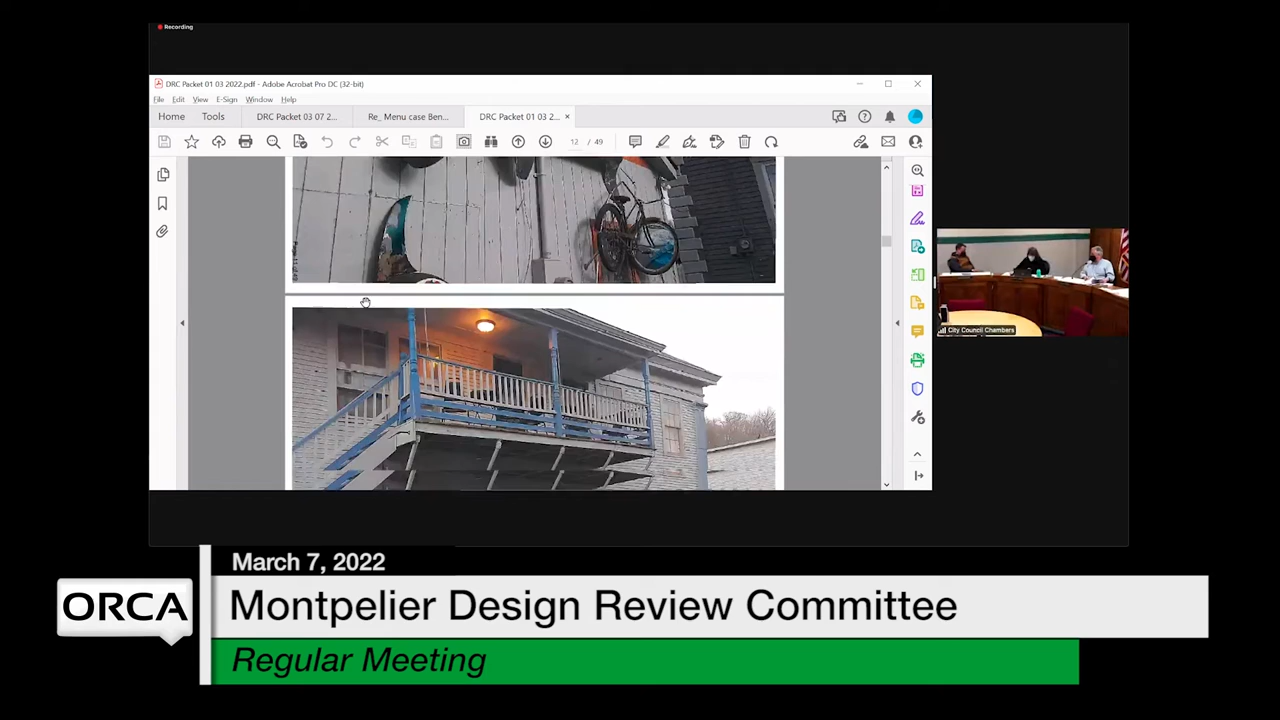 Recording
DRC Packet 01 03 2022.pdf - Adobe Acrobat Pro DC (32-bit)
File Edit View E-Sign Window Help
Home Tools DRC Packet 03 07 2... Re_ Menu case Ben... DRC Packet 01 03 2... ×
12 / 49
City Council Chambers
March 7, 2022
ORCA
Montpelier Design Review Committee
Regular Meeting